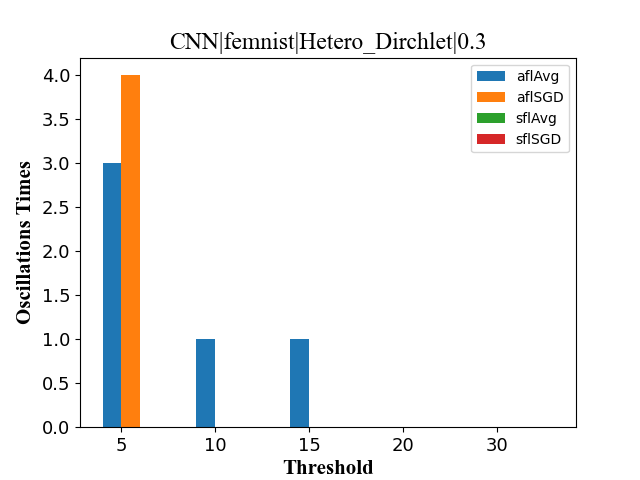 CNN|femnist|Hetero_Dirchlet|0.3
4.0
3.5
3.0
2.5
2.0
1.5
1.0
0.5
0.0
Oscillations Times
aflAvg
aflSGD
sflAvg
sflSGD
5 10 15 20 30
Threshold